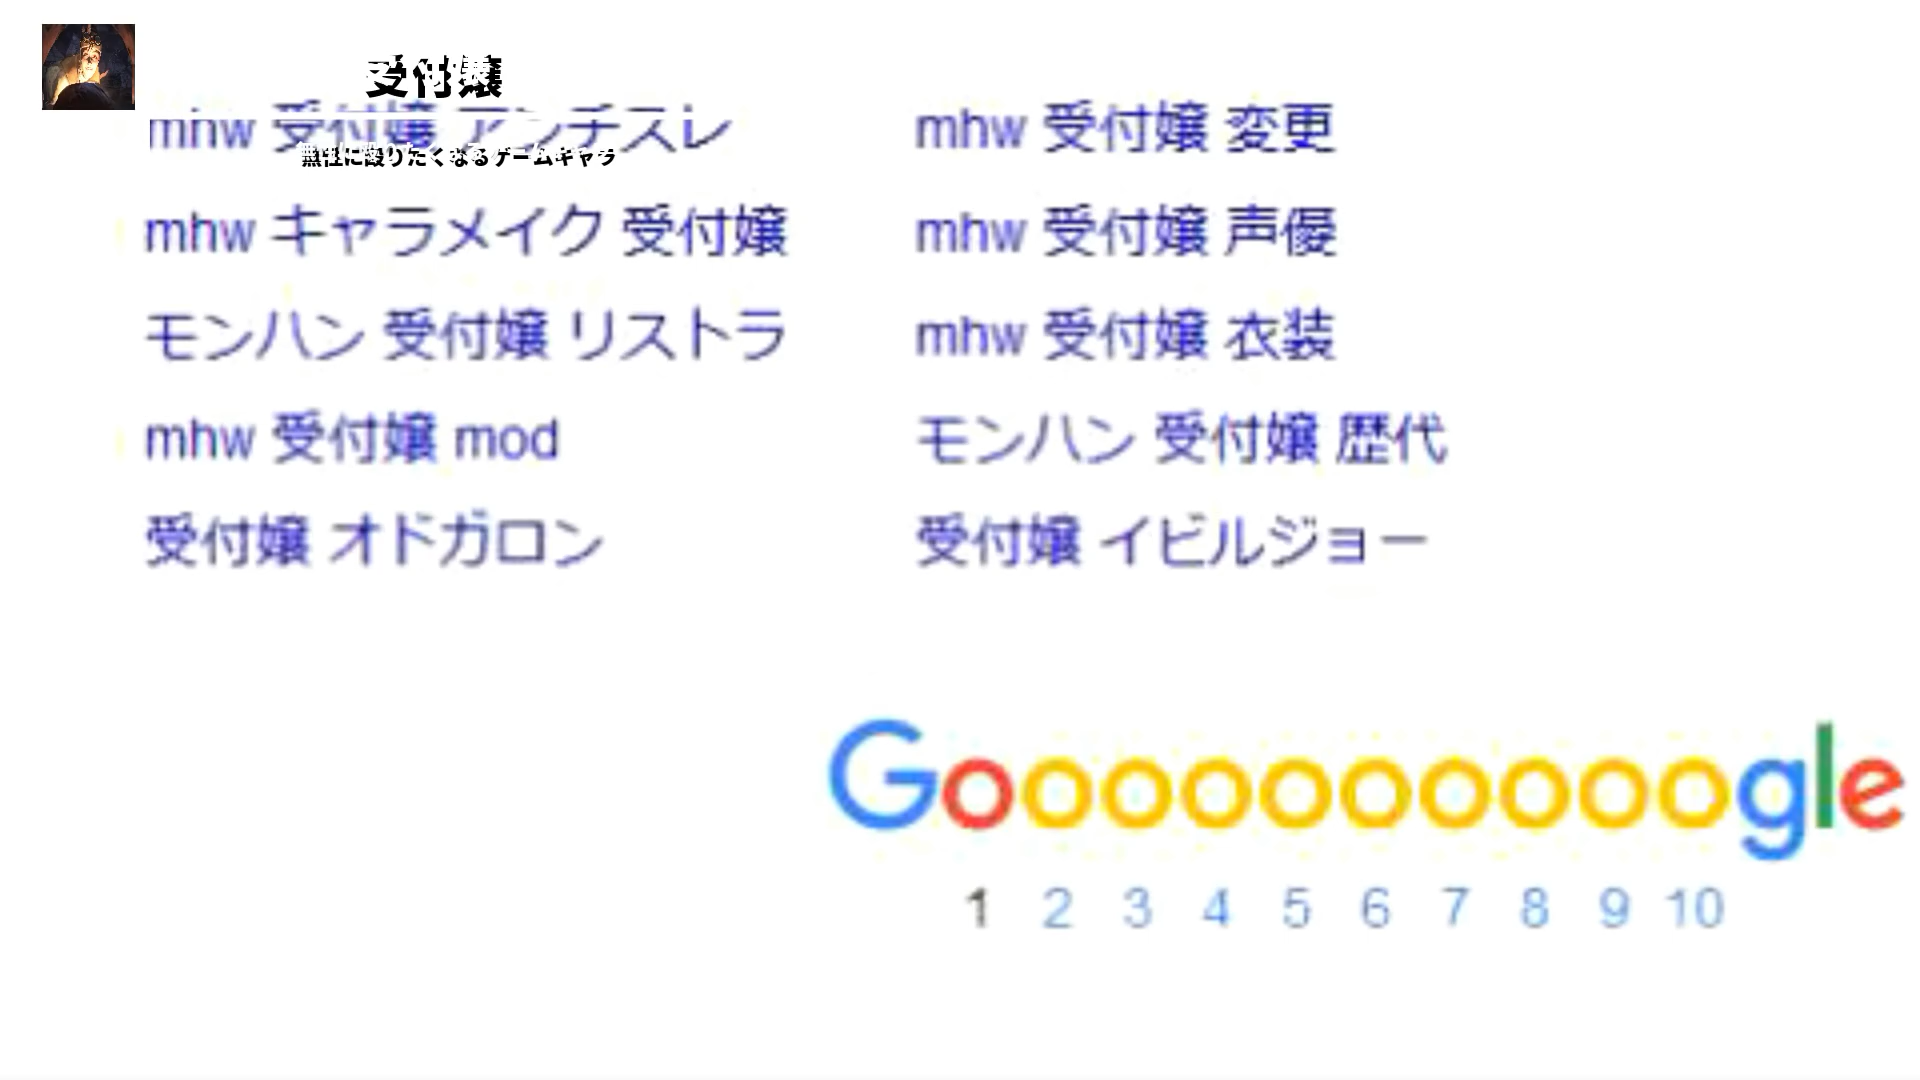 受付嬢
mhw 受付嬢 アンチスレ
無性に殴りたくなるゲームキャラ
mhw 受付嬢 変更
mhw キャラメイク 受付嬢
mhw 受付嬢 声優
モンハン 受付嬢 リストラ
mhw 受付嬢 衣装
mhw 受付嬢 mod
モンハン 受付嬢 歴代
受付嬢 オドガロン
受付嬢 イビルジョー
Goooooooooogle
1 2 3 4 5 6 7 8 9 10